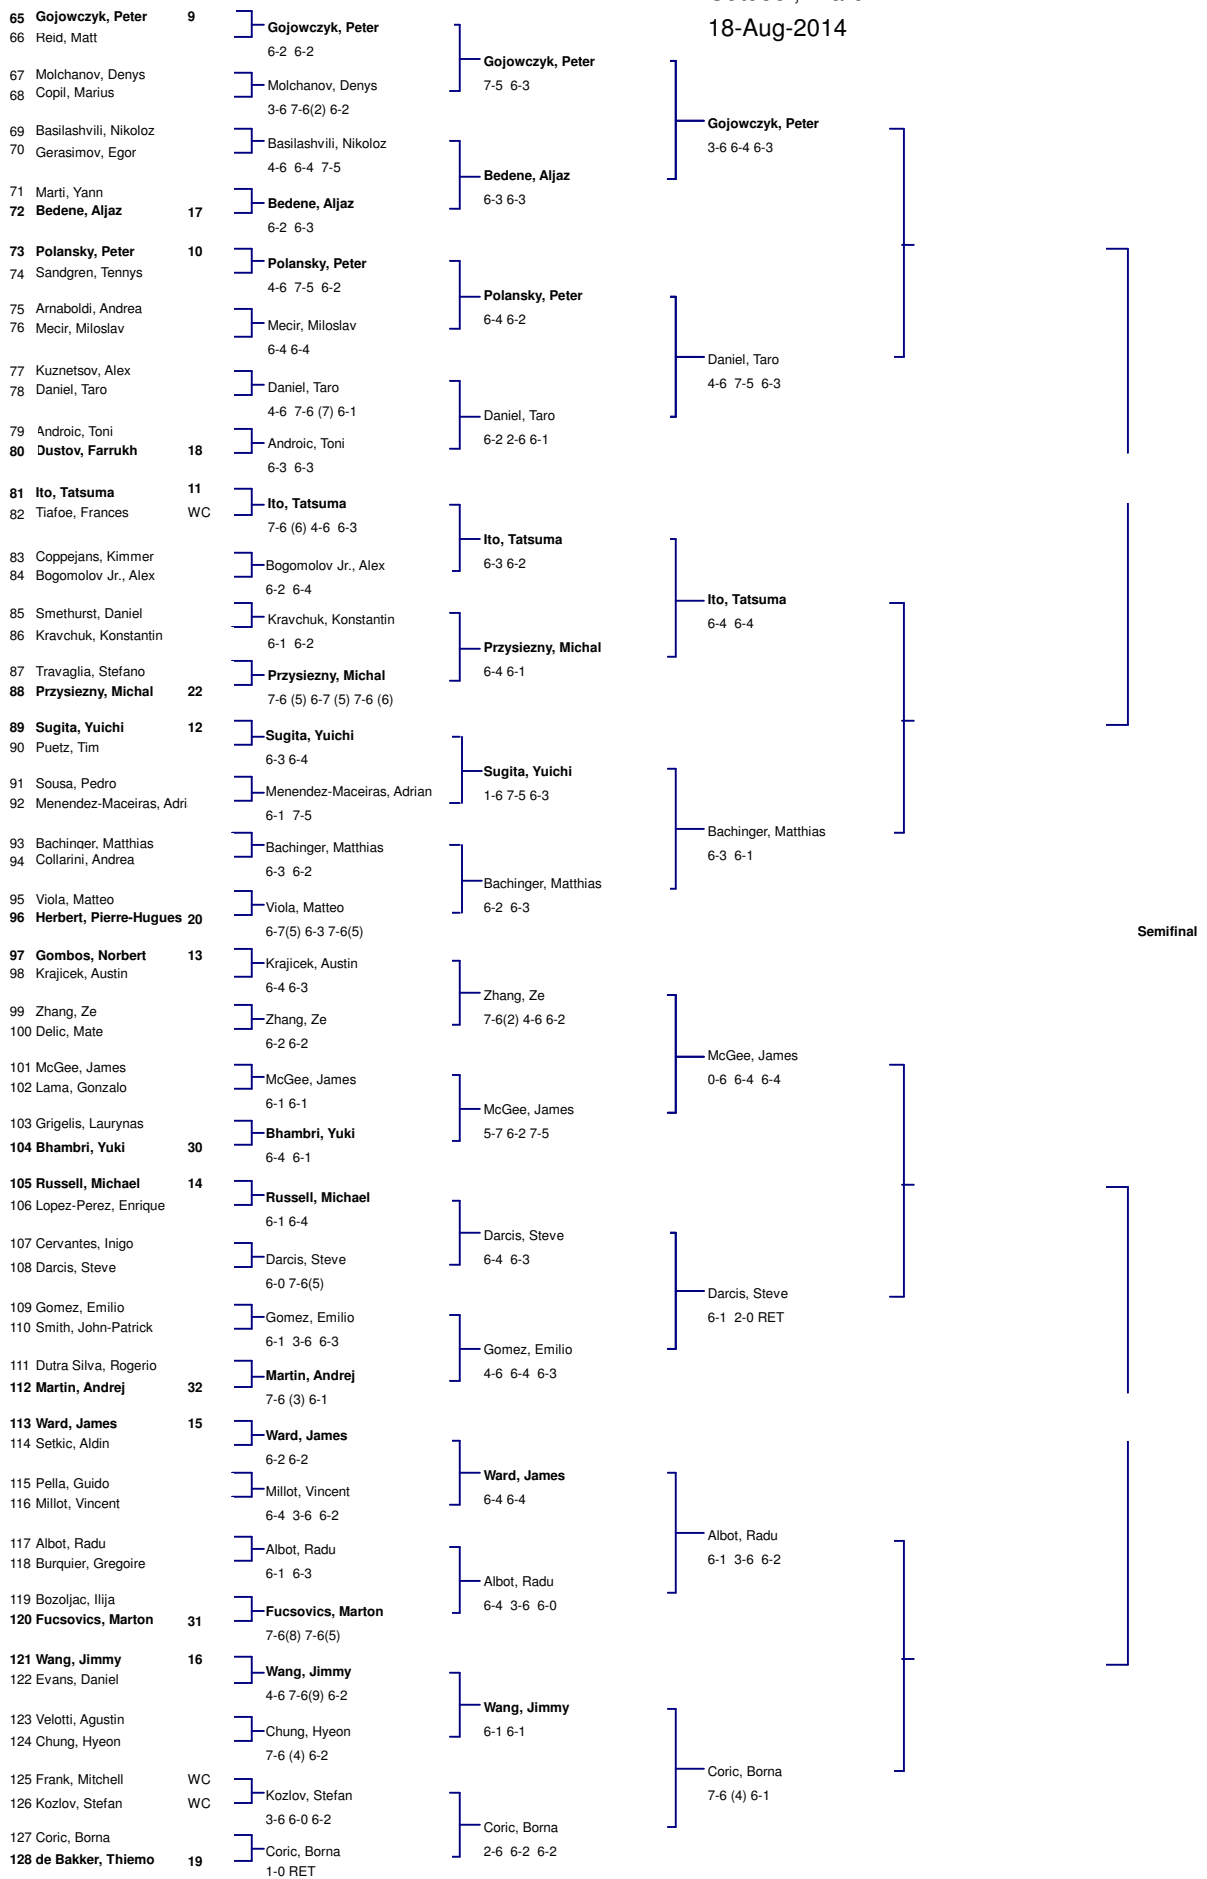 18-Aug-2014
65 Gojowczyk, Peter 9
66 Reid, Matt
67 Molchanov, Denys
68 Copil, Marius
69 Basilashvili, Nikoloz
70 Gerasimov, Egor
71 Marti, Yann
72 Bedene, Aljaz 17
73 Polansky, Peter 10
74 Sandgren, Tennys
75 Arnaboldi, Andrea
76 Mecir, Miloslav
77 Kuznetsov, Alex
78 Daniel, Taro
79 Androic, Toni
80 Dustov, Farrukh 18
81 Ito, Tatsuma 11
82 Tiafoe, Frances WC
83 Coppejans, Kimmer
84 Bogomolov Jr., Alex
85 Smethurst, Daniel
86 Kravchuk, Konstantin
87 Travaglia, Stefano
88 Przysiezny, Michal 22
89 Sugita, Yuichi 12
90 Puetz, Tim
91 Sousa, Pedro
92 Menendez-Maceiras, Adri
93 Bachinger, Matthias
94 Collarini, Andrea
95 Viola, Matteo
96 Herbert, Pierre-Hugues 20
97 Gombos, Norbert 13
98 Krajicek, Austin
99 Zhang, Ze
100 Delic, Mate
101 McGee, James
102 Lama, Gonzalo
103 Grigelis, Laurynas
104 Bhambri, Yuki 30
105 Russell, Michael 14
106 Lopez-Perez, Enrique
107 Cervantes, Inigo
108 Darcis, Steve
109 Gomez, Emilio
110 Smith, John-Patrick
111 Dutra Silva, Rogerio
112 Martin, Andrej 32
113 Ward, James 15
114 Setkic, Aldin
115 Pella, Guido
116 Millot, Vincent
117 Albot, Radu
118 Burquier, Gregoire
119 Bozoljac, Ilija
120 Fucsovics, Marton 31
121 Wang, Jimmy 16
122 Evans, Daniel
123 Velotti, Agustin
124 Chung, Hyeon
125 Frank, Mitchell WC
126 Kozlov, Stefan WC
127 Coric, Borna
128 de Bakker, Thiemo 19
Gojowczyk, Peter
6-2 6-2
Molchanov, Denys
3-6 7-6(2) 6-2
Basilashvili, Nikoloz
4-6 6-4 7-5
Bedene, Aljaz
6-2 6-3
Polansky, Peter
4-6 7-5 6-2
Mecir, Miloslav
6-4 6-4
Daniel, Taro
4-6 7-6 (7) 6-1
Androic, Toni
6-3 6-3
Ito, Tatsuma
7-6 (6) 4-6 6-3
Bogomolov Jr., Alex
6-2 6-4
Kravchuk, Konstantin
6-1 6-2
Przysiezny, Michal
7-6 (5) 6-7 (5) 7-6 (6)
Sugita, Yuichi
6-3 6-4
Menendez-Maceiras, Adrian
6-1 7-5
Bachinger, Matthias
6-3 6-2
Viola, Matteo
6-7(5) 6-3 7-6(5)
Krajicek, Austin
6-4 6-3
Zhang, Ze
6-2 6-2
McGee, James
6-1 6-1
Bhambri, Yuki
6-4 6-1
Russell, Michael
6-1 6-4
Darcis, Steve
6-0 7-6(5)
Gomez, Emilio
6-1 3-6 6-3
Martin, Andrej
7-6 (3) 6-1
Ward, James
6-2 6-2
Millot, Vincent
6-4 3-6 6-2
Albot, Radu
6-1 6-3
Fucsovics, Marton
7-6(8) 7-6(5)
Wang, Jimmy
4-6 7-6(9) 6-2
Chung, Hyeon
7-6 (4) 6-2
Kozlov, Stefan
3-6 6-0 6-2
Coric, Borna
1-0 RET
Gojowczyk, Peter
7-5 6-3
Bedene, Aljaz
6-3 6-3
Polansky, Peter
6-4 6-2
Daniel, Taro
6-2 2-6 6-1
Ito, Tatsuma
6-3 6-2
Przysiezny, Michal
6-4 6-1
Sugita, Yuichi
1-6 7-5 6-3
Bachinger, Matthias
6-2 6-3
Zhang, Ze
7-6(2) 4-6 6-2
McGee, James
5-7 6-2 7-5
Darcis, Steve
6-4 6-3
Gomez, Emilio
4-6 6-4 6-3
Ward, James
6-4 6-4
Albot, Radu
6-4 3-6 6-0
Wang, Jimmy
6-1 6-1
Coric, Borna
2-6 6-2 6-2
Gojowczyk, Peter
3-6 6-4 6-3
Daniel, Taro
4-6 7-5 6-3
Ito, Tatsuma
6-4 6-4
Bachinger, Matthias
6-3 6-1
McGee, James
0-6 6-4 6-4
Darcis, Steve
6-1 2-0 RET
Albot, Radu
6-1 3-6 6-2
Coric, Borna
7-6 (4) 6-1
Semifinal